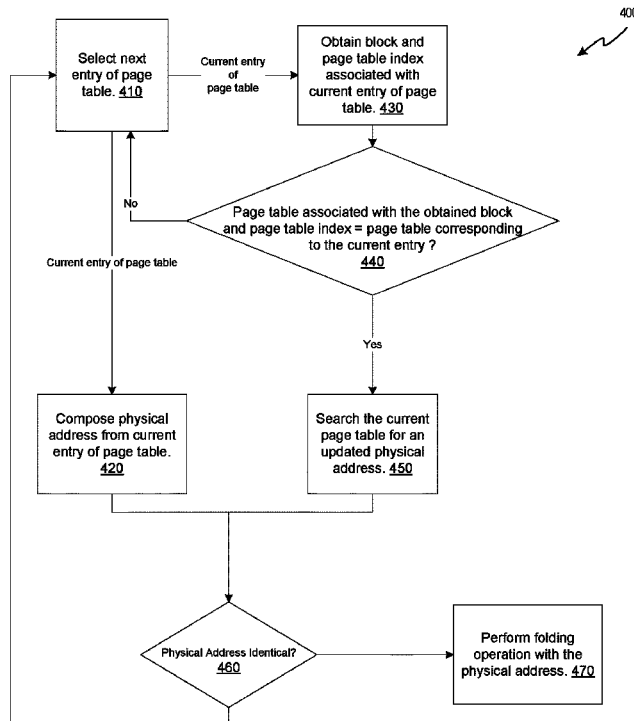 400
Select next
entry of page
table. 410
Current entry
of
page table
Obtain block and
page table index
associated with
current entry of page
table. 430
No
Page table associated with the obtained block
and page table index = page table corresponding
to the current entry ?
440
Current entry of page table
Yes
Compose physical
address from current
entry of page table.
420
Search the current
page table for an
updated physical
address. 450
Physical Address Identical?
460
Perform folding
operation with the
physical address. 470